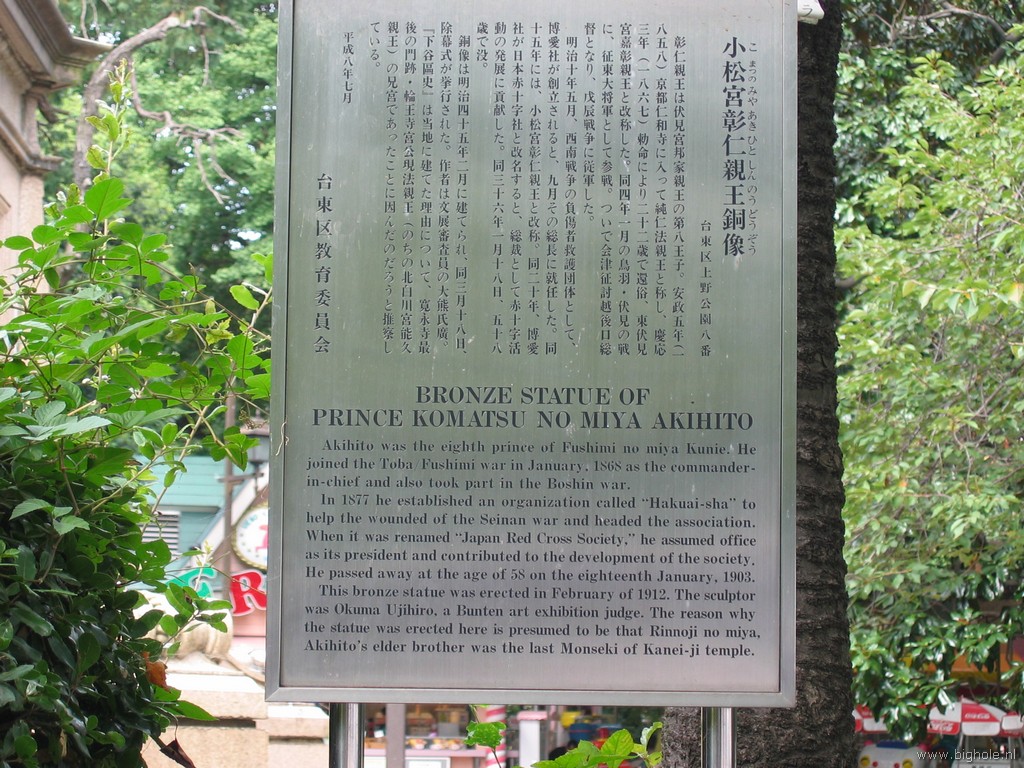 小松宮彰仁親王銅像
こまつのみやあきひとしんのうどうぞう
台東区上野公園八番
彰仁親王は伏見宮邦家親王の第八王子。安政五年(一
八五八)京都仁和寺に入って純仁法親王と称し、慶応
三年(一八六七)勅命により二十二歳で還俗、東伏見
宮嘉彰親王と改称した。同四年一月の鳥羽・伏見の戦
に、征東大将軍として参戦。ついで会津征討越後口総
督となり、戊辰戦争に従軍した。
明治十年五月、西南戦争の負傷者救護団体として、
博愛社が創立されると、九月その総長に就任した。同
十五年には、小松宮彰仁親王と改称。同二十年、博愛
社が日本赤十字社と改名すると、総裁として赤十字活
動の発展に貢献した。同三十六年一月十八日、五十八
歳で没。
銅像は明治四十五年二月に建てられ、同三月十八日、
除幕式が挙行された。作者は文展審査員の大熊氏廣。
『下谷區史』は当地に建てた理由について、寛永寺最
後の門跡・輪王寺宮公現法親王(のちの北白川宮能久
親王)の兄宮であったことに因んだのだろうと推察し
ている。
平成八年七月
台東区教育委員会
BRONZE STATUE OF
PRINCE KOMATSU NO MIYA AKIHITO
Akihito was the eighth prince of Fushimi no miya Kunie. He
joined the Toba/Fushimi war in January, 1868 as the commander-
in-chief and also took part in the Boshin war.
In 1877 he established an organization called "Hakuai-sha" to
help the wounded of the Seinan war and headed the association.
When it was renamed "Japan Red Cross Society," he assumed office
as its president and contributed to the development of the society.
He passed away at the age of 58 on the eighteenth January, 1903.
This bronze statue was erected in February of 1912. The sculptor
was Okuma Ujihiro, a Bunten art exhibition judge. The reason why
the statue was erected here is presumed to be that Rinnoji no miya,
Akihito's elder brother was the last Monseki of Kanei-ji temple.
ER
www.bighole.nl